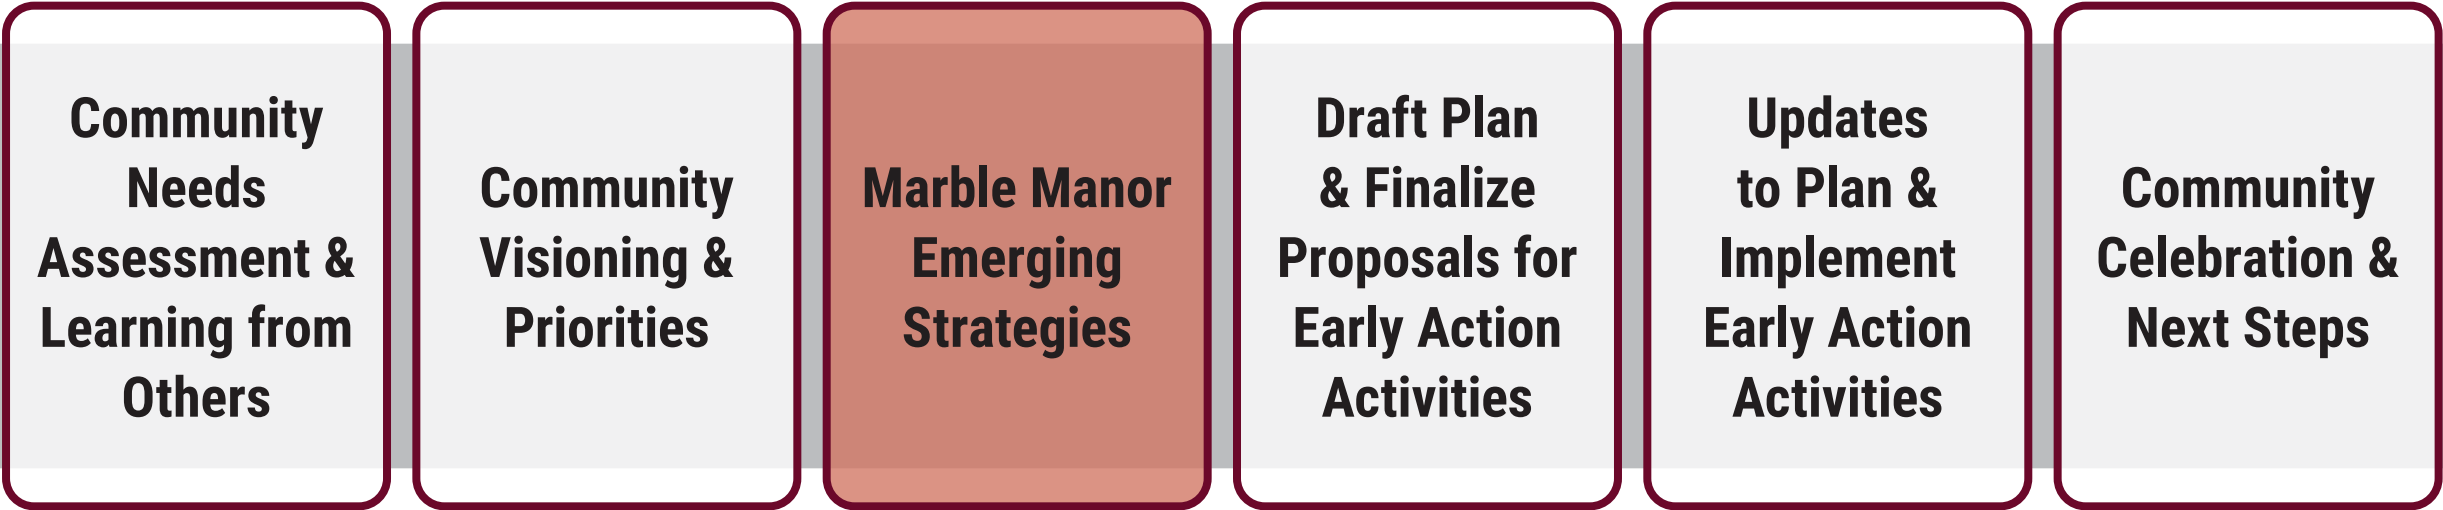 Community
Needs
Assessment &
Learning from
Others
Community
Visioning &
Priorities
Marble Manor
Emerging
Strategies
Draft Plan
& Finalize
Proposals for
Early Action
Activities
Updates
to Plan &
Implement
Early Action
Activities
Community
Celebration &
Next Steps